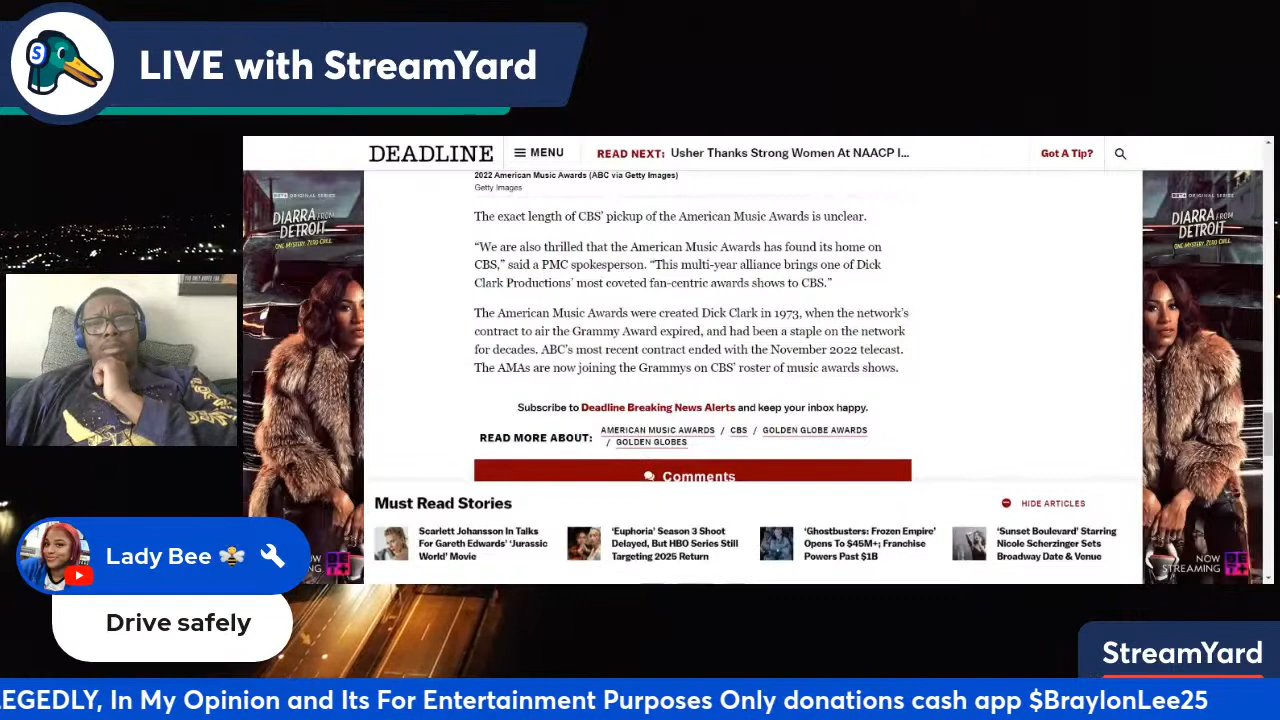 LIVE with StreamYard
DEADLINE
MENU
READ NEXT: Usher Thanks Strong Women At NAACP I...
Got A Tip?
2022 American Music Awards (ABC via Getty Images)
Getty Images
The exact length of CBS' pickup of the American Music Awards is unclear.
“We are also thrilled that the American Music Awards has found its home on
CBS,” said a PMC spokesperson. “This multi-year alliance brings one of Dick
Clark Productions' most coveted fan-centric awards shows to CBS.”
The American Music Awards were created Dick Clark in 1973, when the network's
contract to air the Grammy Award expired, and had been a staple on the network
for decades. ABC's most recent contract ended with the November 2022 telecast.
The AMAs are now joining the Grammys on CBS' roster of music awards shows.
Subscribe to Deadline Breaking News Alerts and keep your inbox happy.
READ MORE ABOUT: AMERICAN MUSIC AWARDS / CBS / GOLDEN GLOBE AWARDS
/ GOLDEN GLOBES
Comments
Must Read Stories
HIDE ARTICLES
Scarlett Johansson In Talks
For Gareth Edwards' 'Jurassic
World' Movie
'Euphoria' Season 3 Shoot
Delayed, But HBO Series Still
Targeting 2025 Return
'Ghostbusters: Frozen Empire'
Opens To $45M+; Franchise
Powers Past $1B
'Sunset Boulevard' Starring
Nicole Scherzinger Sets
Broadway Date & Venue
DIARRA FROM
DETROIT
ONE MYSTERY. ZERO CHILL.
DIARRA FROM
DETROIT
ONE MYSTERY. ZERO CHILL.
NOW
STREAMING
BET+
Lady Bee 🐝
Drive safely
StreamYard
LEGEDLY, In My Opinion and Its For Entertainment Purposes Only donations cash app $BraylonLee25